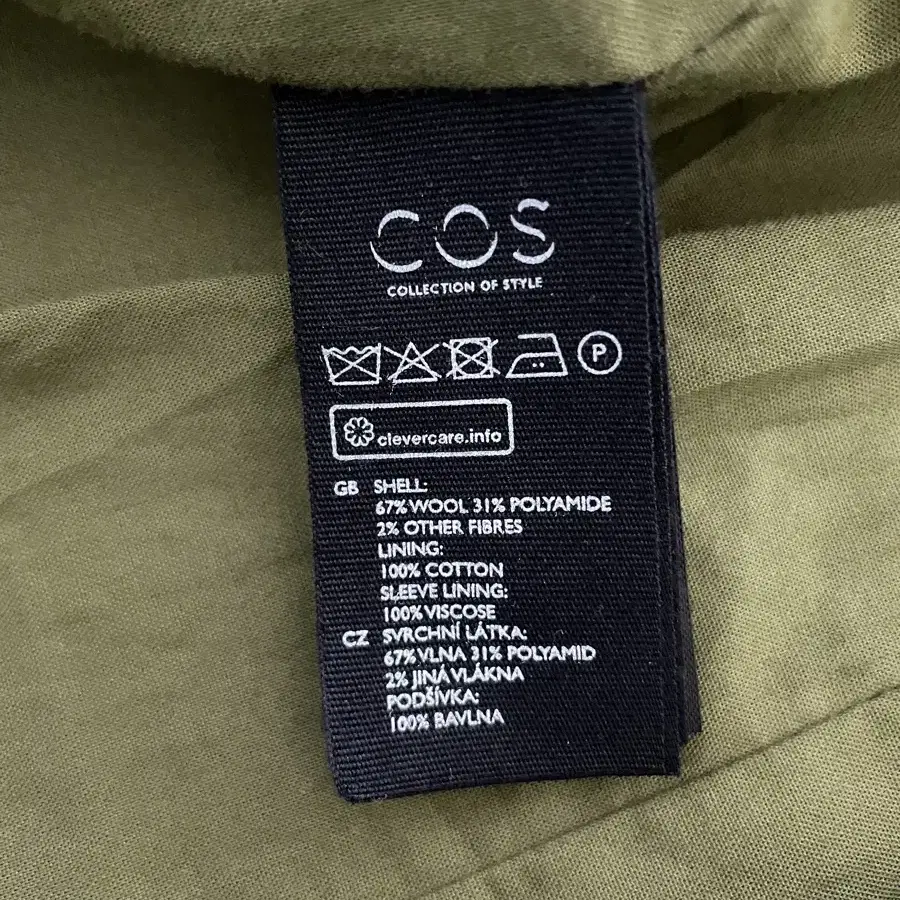 COS
COLLECTION OF STYLE
P
clevercare.info
GB SHELL:
67% WOOL 31% POLYAMIDE
2% OTHER FIBRES
LINING:
100% COTTON
SLEEVE LINING:
100% VISCOSE
CZ SVRCHNÍ LÁTKA:
67% VLNA 31% POLYAMID
2% JINÁ VLÁKNA
PODŠÍVKA:
100% BAVLNA